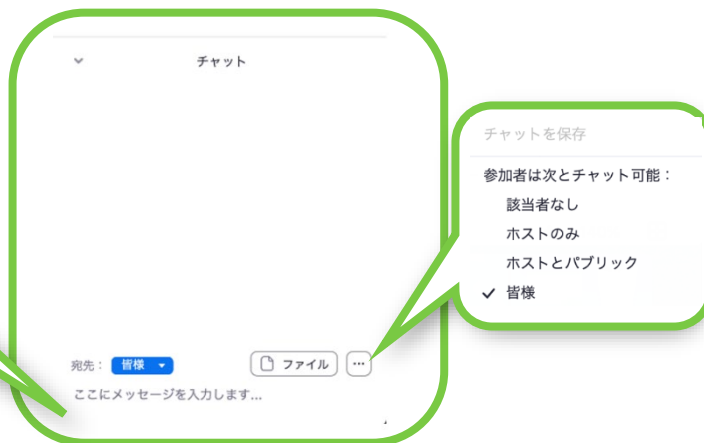 チャット
宛先： 皆様
ファイル
ここにメッセージを入力します...
チャットを保存
参加者は次とチャット可能：
該当者なし
ホストのみ
ホストとパブリック
✓ 皆様